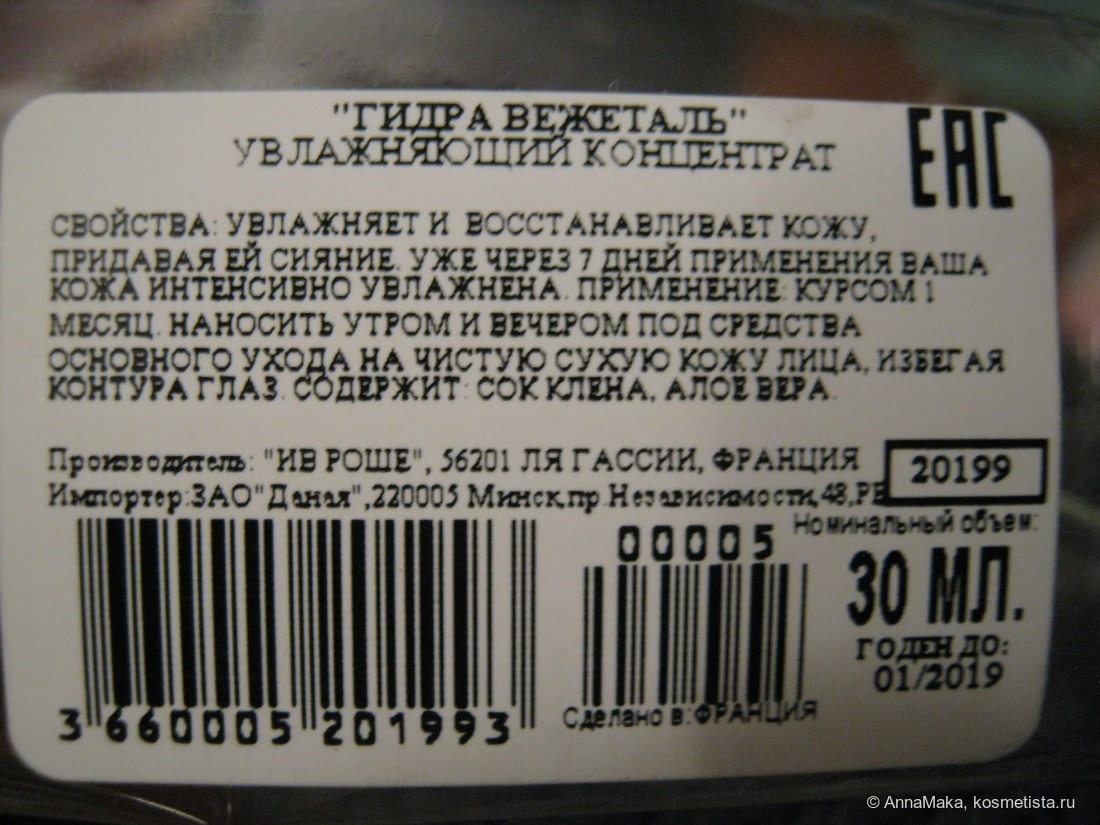 "ГИДРА ВЕЖЕТАЛЬ"
УВЛАЖНЯЮЩИЙ КОНЦЕНТРАТ
ЕАС
СВОЙСТВА: УВЛАЖНЯЕТ И ВОССТАНАВЛИВАЕТ КОЖУ,
ПРИДАВАЯ ЕЙ СИЯНИЕ. УЖЕ ЧЕРЕЗ 7 ДНЕЙ ПРИМЕНЕНИЯ ВАША
КОЖА ИНТЕНСИВНО УВЛАЖНЕНА. ПРИМЕНЕНИЕ: КУРСОМ 1
МЕСЯЦ. НАНОСИТЬ УТРОМ И ВЕЧЕРОМ ПОД СРЕДСТВА
ОСНОВНОГО УХОДА НА ЧИСТУЮ СУХУЮ КОЖУ ЛИЦА, ИЗБЕГАЯ
КОНТУРА ГЛАЗ. СОДЕРЖИТ: СОК КЛЕНА, АЛОЕ ВЕРА.
Производитель: "ИВ РОШЕ", 56201 ЛЯ ГАССИИ, ФРАНЦИЯ
20199
Импортер:ЗАО"Даная",220005 Минск,пр.Независимости,48,РБ
Номинальный объем:
00005
30 МЛ.
ГОДЕН ДО:
01/2019
Сделано в:ФРАНЦИЯ
3 660005 201993
© AnnaMaka, kosmetista.ru